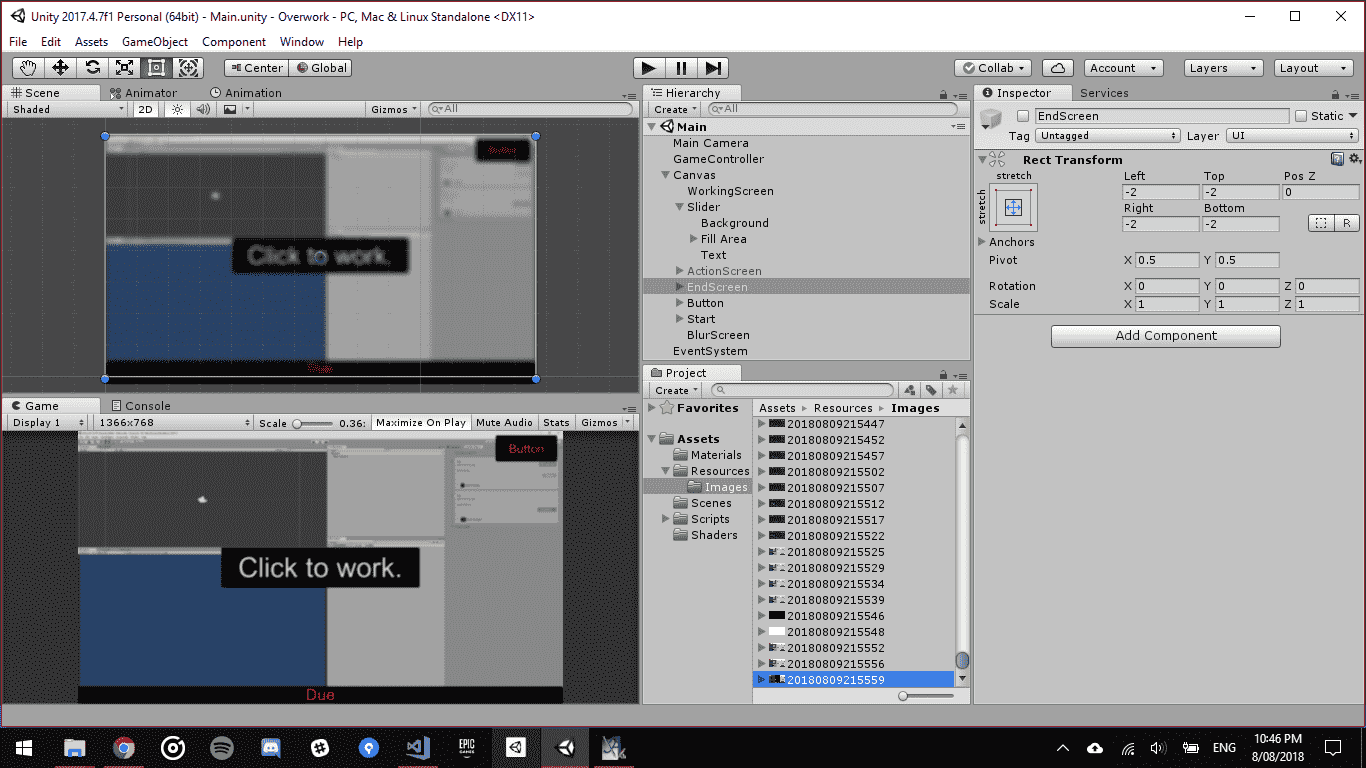 Unity 2017.4.7f1 Personal (64bit) - Main.unity - Overwork - PC, Mac & Linux Standalone <DX11>
File Edit Assets GameObject Component Window Help
Center Global Collab Account Layers Layout
Scene Animator Animation
Shaded 2D Gizmos All
Click to work.
Game Console
Display 1 1366x768 Scale 0.36: Maximize On Play Mute Audio Stats Gizmos
Button
Click to work.
Due
Hierarchy
Create All
Main
Main Camera
GameController
Canvas
WorkingScreen
Slider
Background
Fill Area
Text
ActionScreen
EndScreen
Button
Start
BlurScreen
EventSystem
Project
Create
Favorites
Assets
Materials
Resources
Images
Scenes
Scripts
Shaders
Assets Resources Images
20180809215447
20180809215452
20180809215457
20180809215502
20180809215507
20180809215512
20180809215517
20180809215522
20180809215525
20180809215529
20180809215534
20180809215539
20180809215546
20180809215548
20180809215552
20180809215556
20180809215559
Inspector Services
EndScreen Static
Tag Untagged Layer UI
Rect Transform
stretch
stretch
Left Top Pos Z
-2 -2 0
Right Bottom
-2 -2 R
Anchors
Pivot X 0.5 Y 0.5
Rotation X 0 Y 0 Z 0
Scale X 1 Y 1 Z 1
Add Component
EPIC GAMES
ENG
10:46 PM
8/08/2018